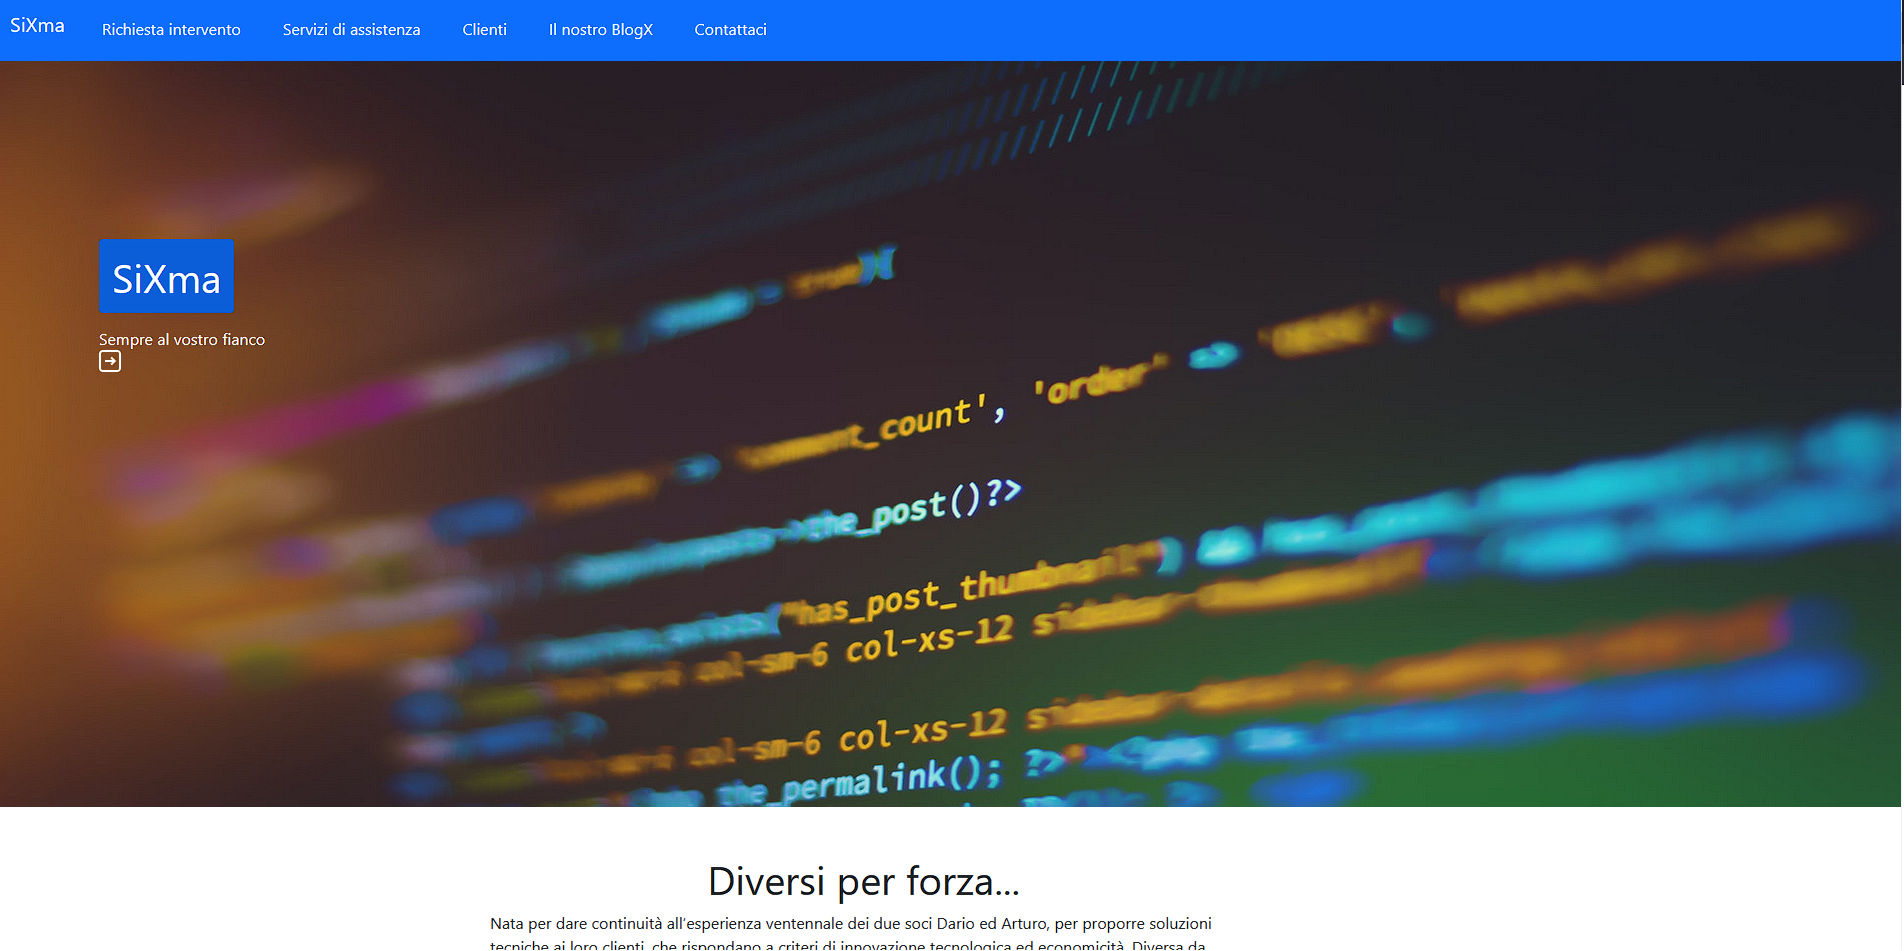 SiXma
Richiesta intervento
Servizi di assistenza
Clienti
Il nostro BlogX
Contattaci
SiXma
Sempre al vostro fianco
comment_count', 'order'
the_post()?>
"has_post_thumbnail")
col-sm-6 col-xs-12 sidebar
col-sm-6 col-xs-12 sidebar
the_permalink(); ?>
Diversi per forza...
Nata per dare continuità all'esperienza ventennale dei due soci Dario ed Arturo, per proporre soluzioni
tecniche ai loro clienti, che rispondano a criteri di innovazione tecnologica ed economicità. Diversa da